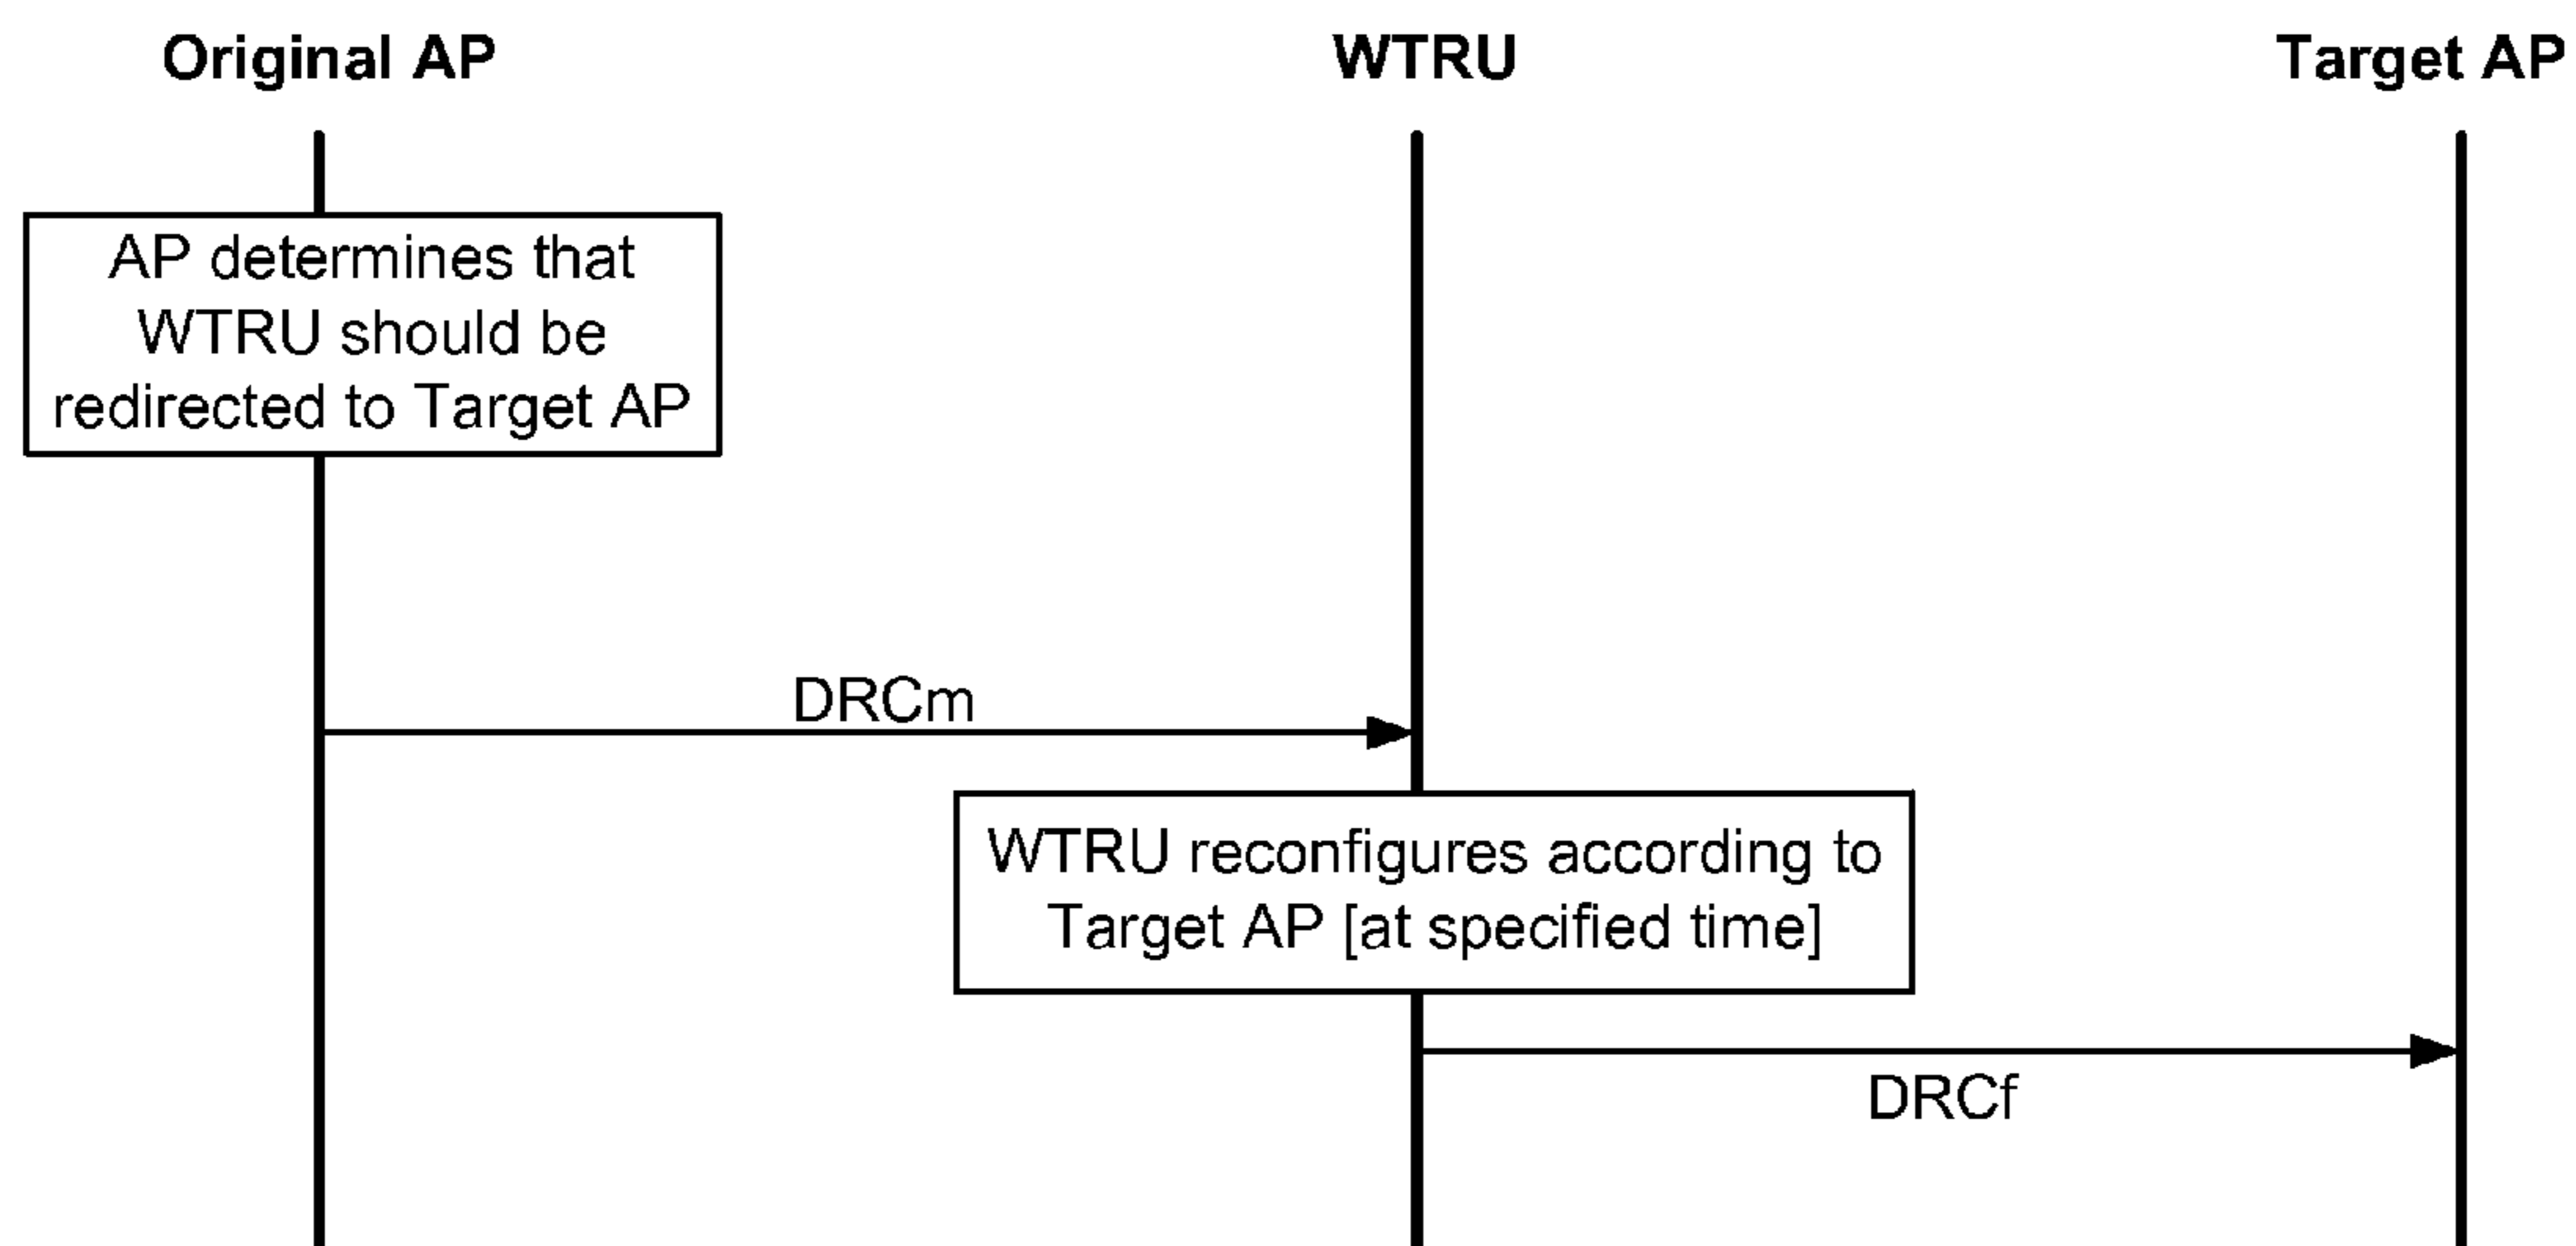 Original AP
WTRU
Target AP
AP determines that
WTRU should be
redirected to Target AP
DRCm
WTRU reconfigures according to
Target AP [at specified time]
DRCf